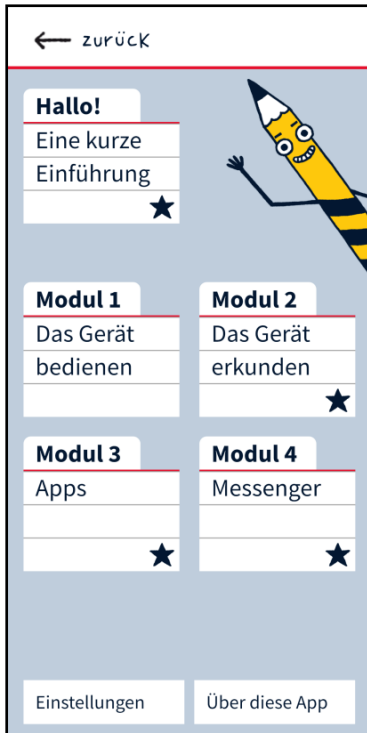 zurück
Hallo!
Eine kurze
Einführung
Modul 1
Das Gerät
bedienen
Modul 2
Das Gerät
erkunden
Modul 3
Apps
Modul 4
Messenger
Einstellungen
Über diese App